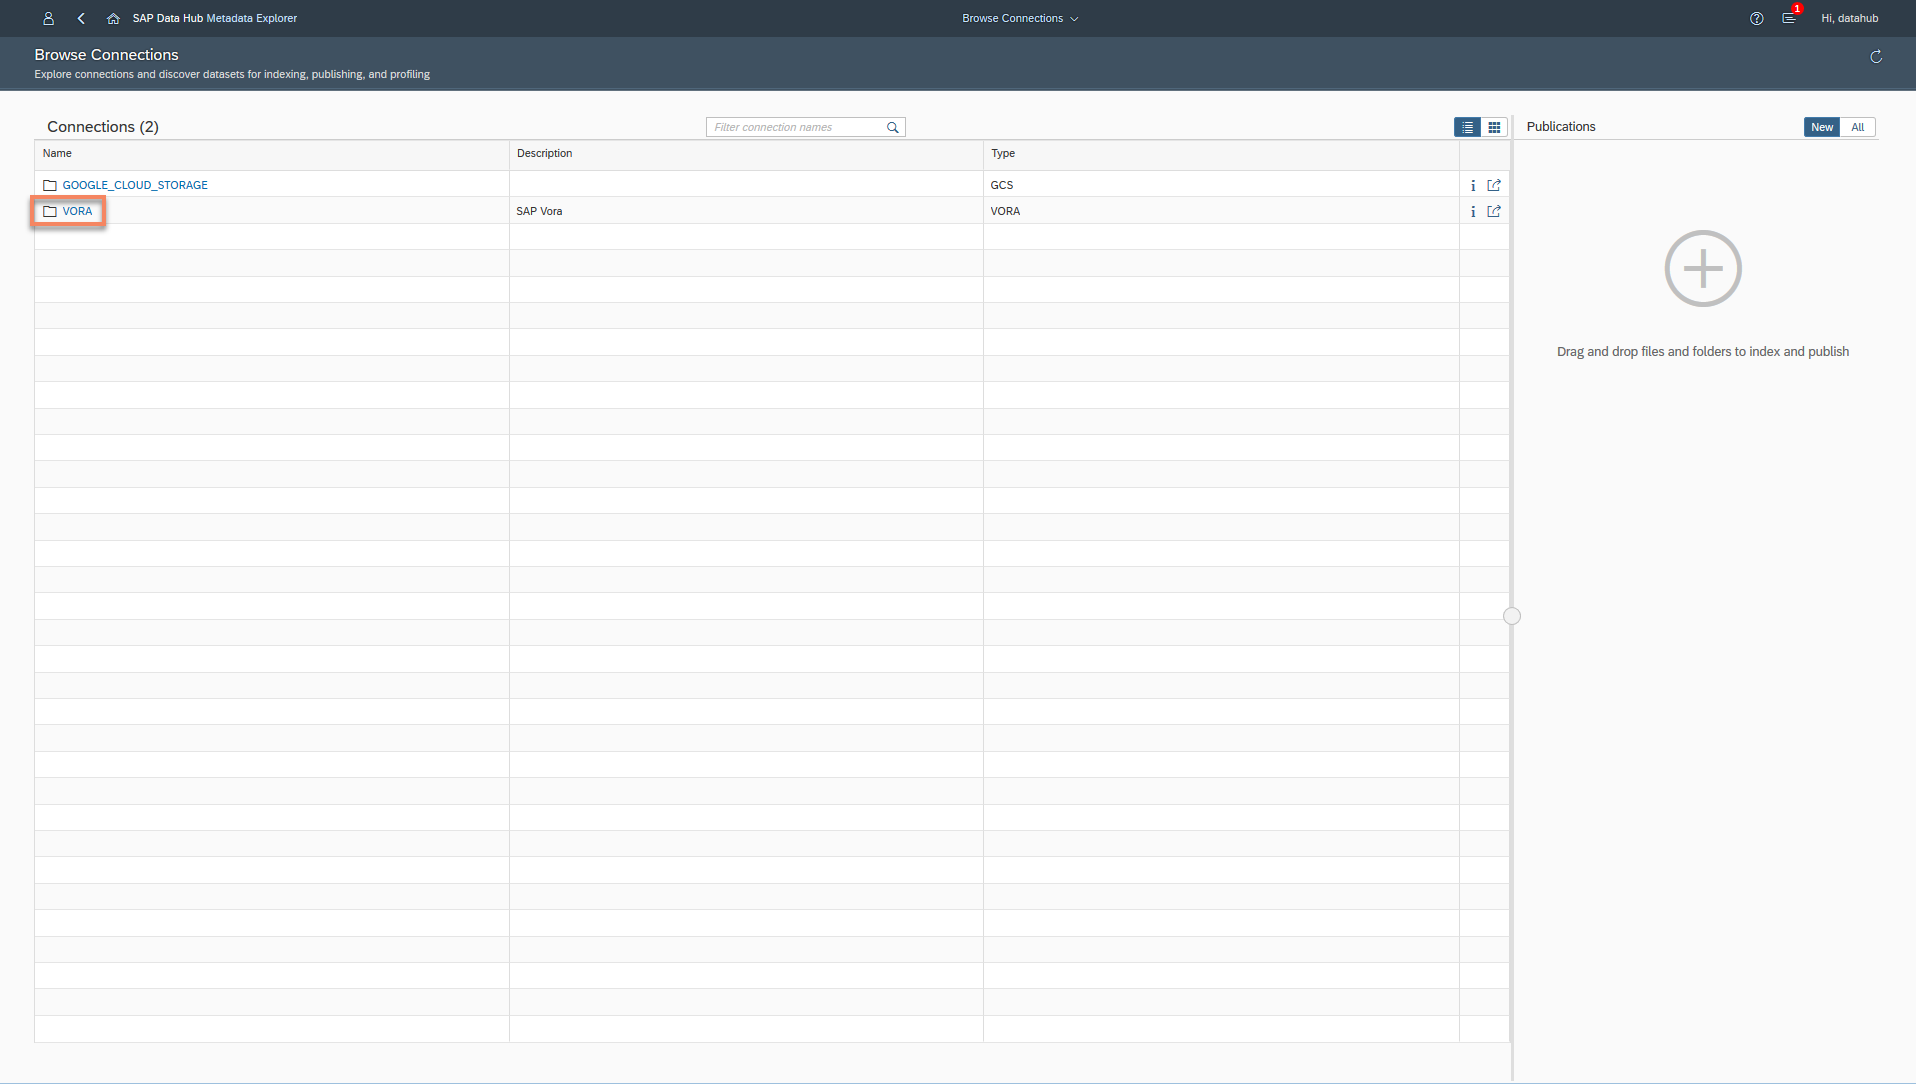 SAP Data Hub Metadata Explorer
Browse Connections
1
Hi, datahub
Browse Connections
Explore connections and discover datasets for indexing, publishing, and profiling
Connections (2)
Filter connection names
Publications
New
All
Name
Description
Type
GOOGLE_CLOUD_STORAGE
GCS
VORA
SAP Vora
VORA
Drag and drop files and folders to index and publish